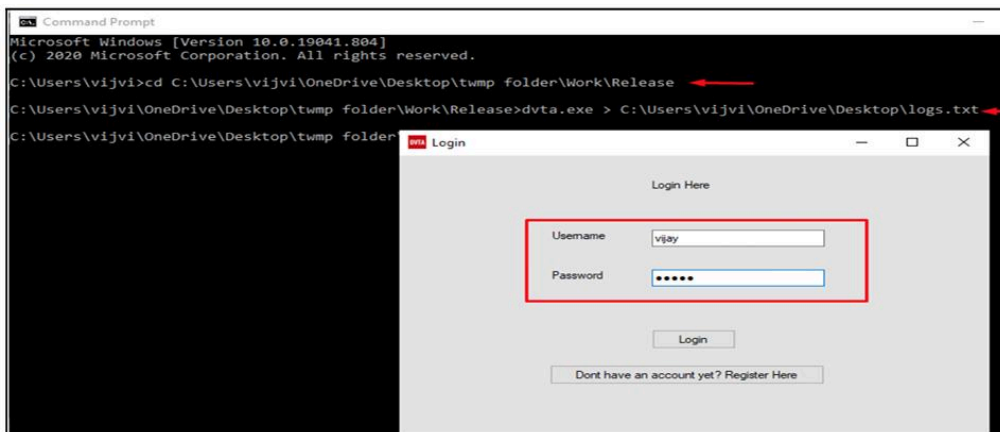 Command Prompt
Microsoft Windows [Version 10.0.19041.804]
(c) 2020 Microsoft Corporation. All rights reserved.
C:\Users\vijvi>cd C:\Users\vijvi\OneDrive\Desktop\twmp folder\Work\Release
C:\Users\vijvi\OneDrive\Desktop\twmp folder\Work\Release>dvta.exe > C:\Users\vijvi\OneDrive\Desktop\logs.txt
C:\Users\vijvi\OneDrive\Desktop\twmp folder\
DVTA Login
Login Here
Username vijay
Password •••••
Login
Dont have an account yet? Register Here